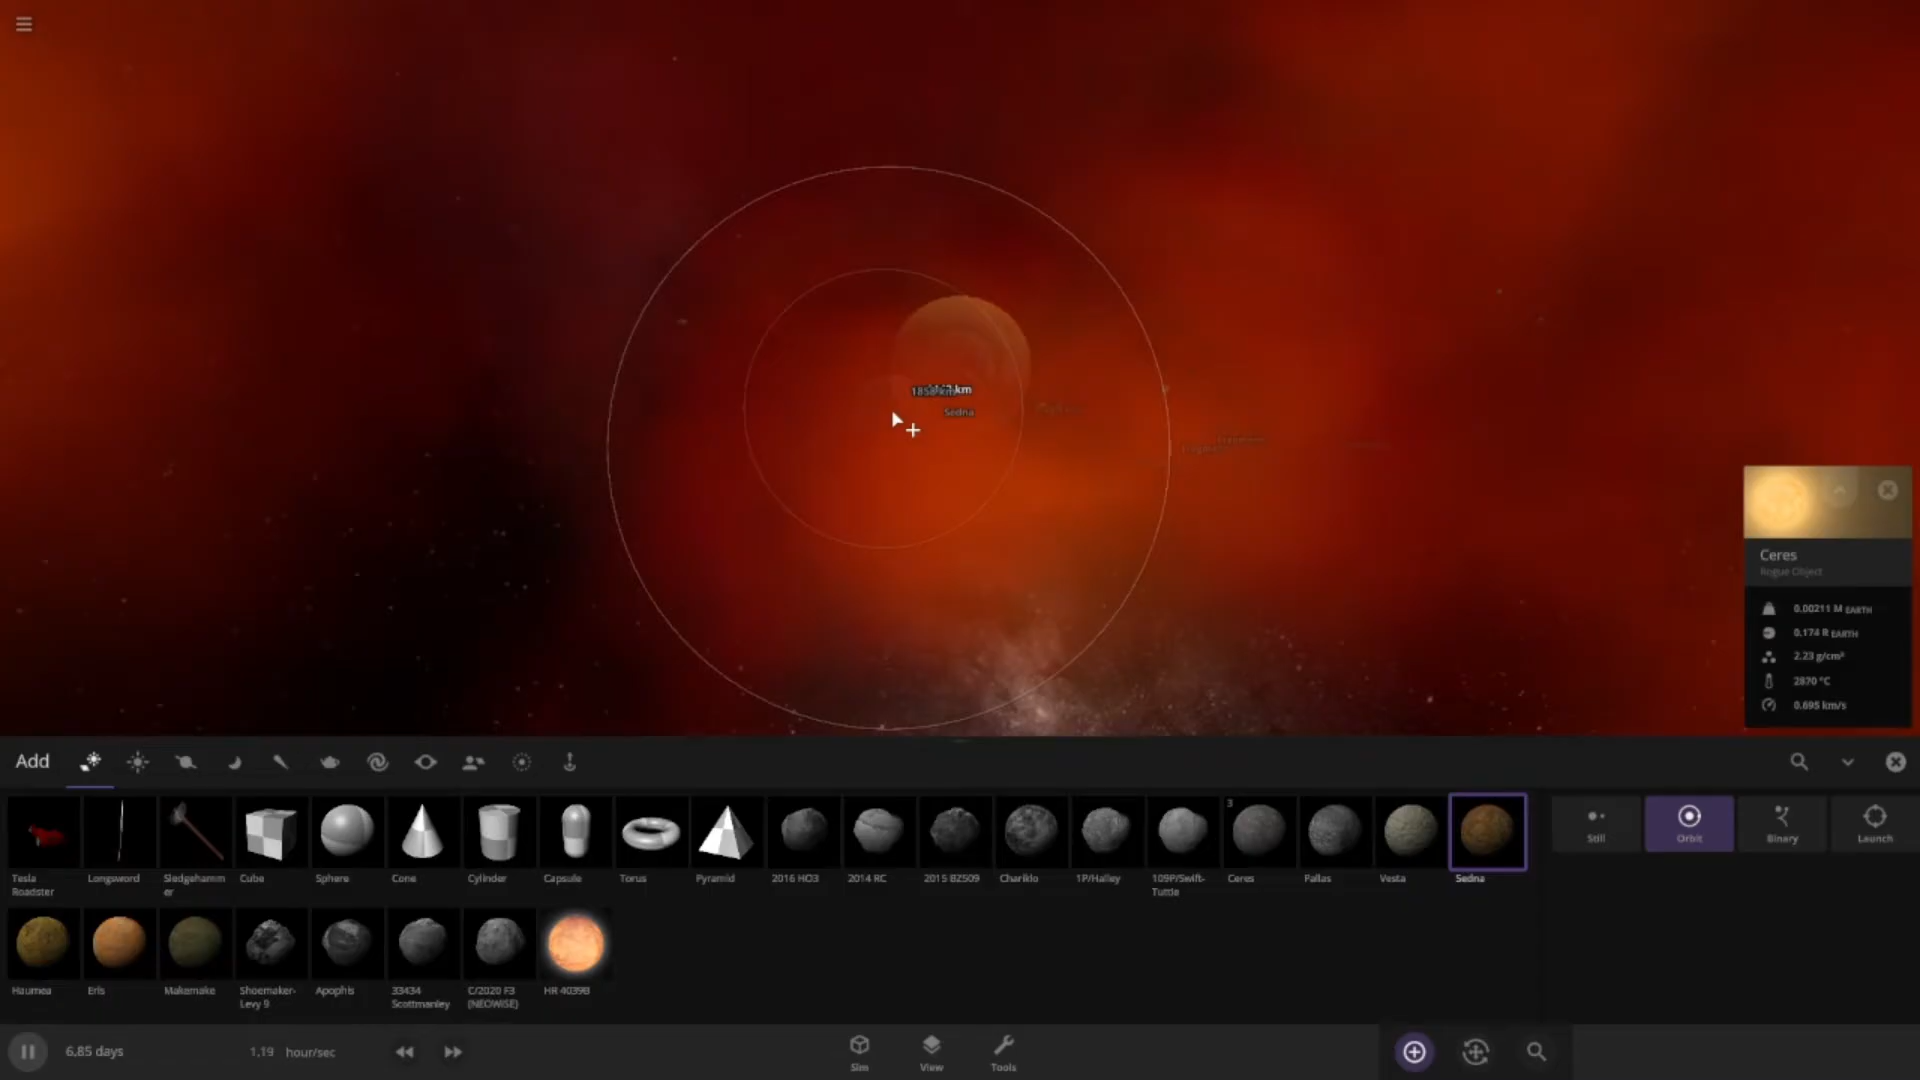 km
Sedna
Ceres
Rogue Object
0.00211 M EARTH
0.174 R EARTH
2.23 g/cm³
2870 °C
0.695 km/s
Add
3
Tesla
Roadster
Longsword
Sledgehamm
er
Cube
Sphere
Cone
Cylinder
Capsule
Torus
Pyramid
2016 HO3
2014 RC
2015 BZ509
Chariklo
1P/Halley
109P/Swift-
Tuttle
Ceres
Pallas
Vesta
Sedna
Still
Orbit
Binary
Launch
Haumea
Eris
Makemake
Shoemaker-
Levy 9
Apophis
33434
Scottmanley
C/2020 F3
(NEOWISE)
HR 4039B
6,85 days
1,19 hour/sec
Sim
View
Tools